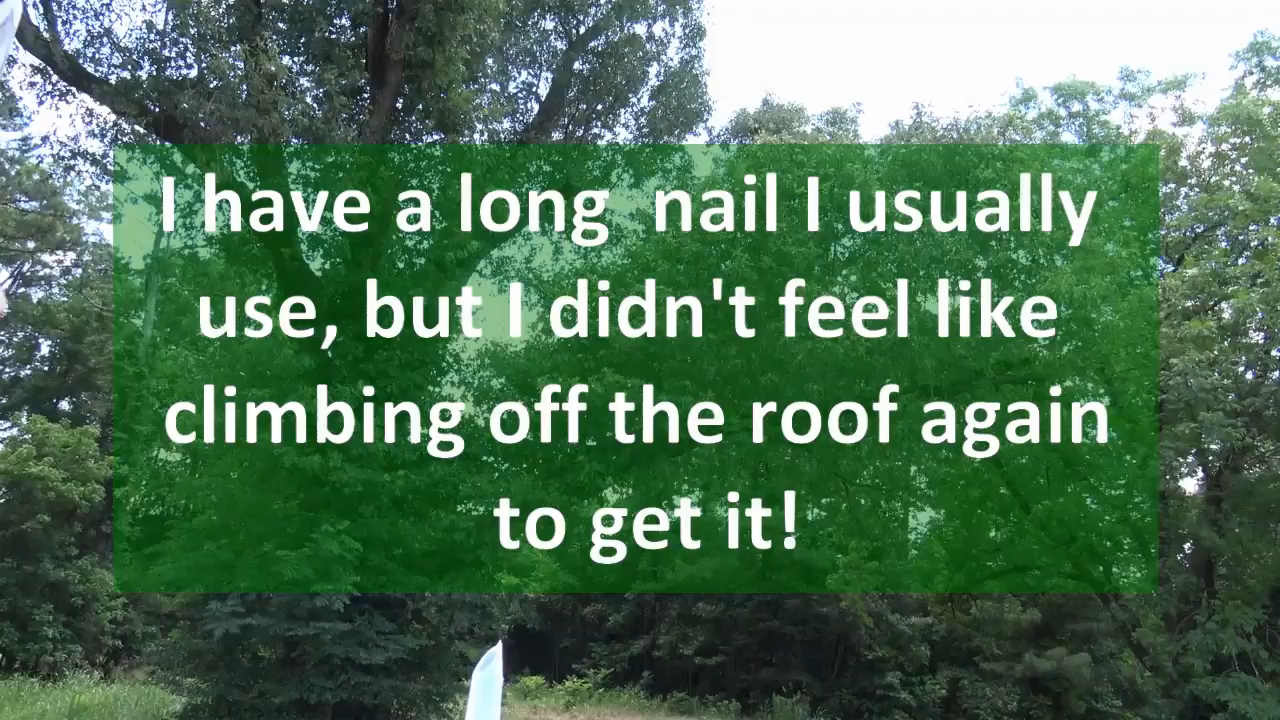 I have a long  nail I usually
use, but I didn't feel like
climbing off the roof again
to get it!